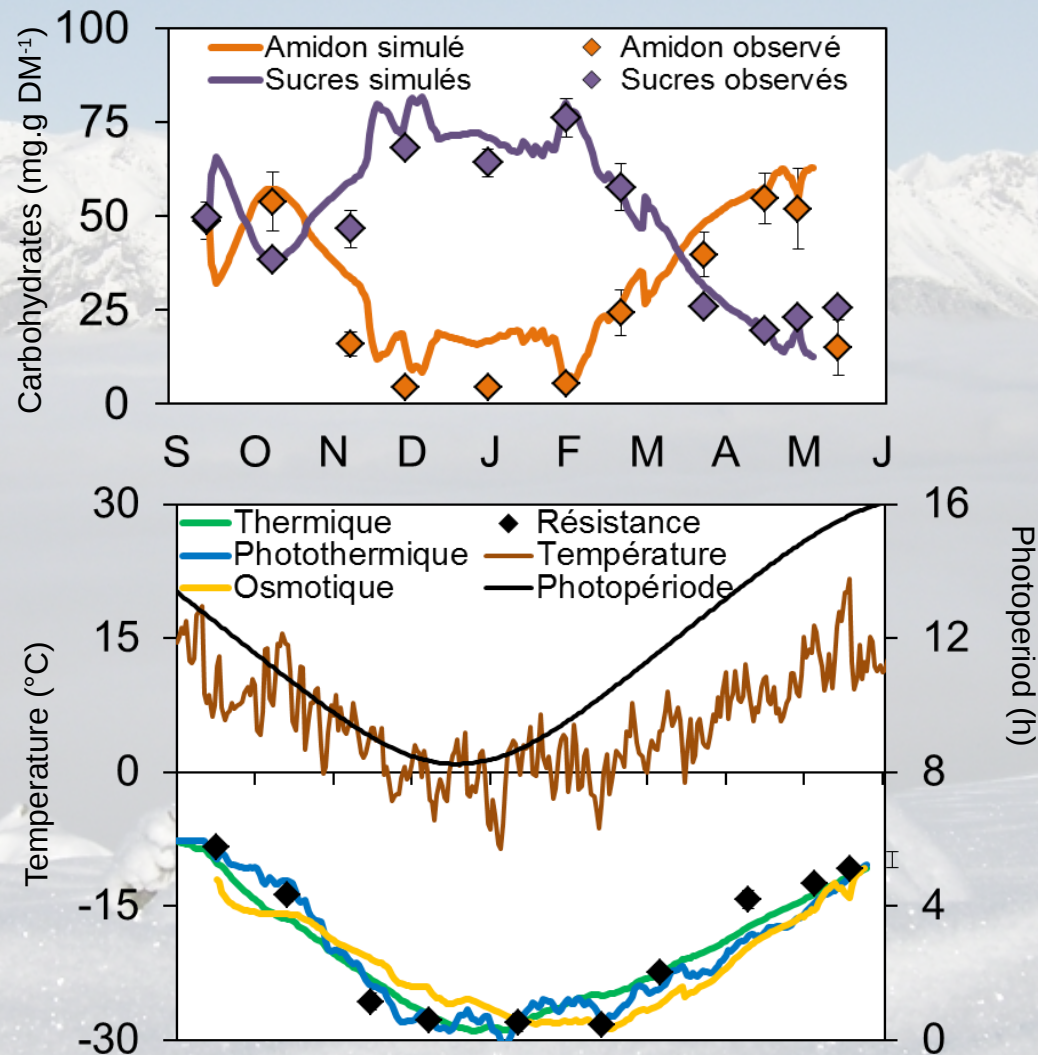 100
75
50
25
0
Carbohydrates (mg.g DM-1)
Amidon simulé
Amidon observé
Sucres simulés
Sucres observés
S O N D J F M A M J
30
15
0
-15
-30
Temperature (°C)
16
12
8
4
0
Photoperiod (h)
Thermique
Résistance
Photothermique
Température
Osmotique
Photopériode